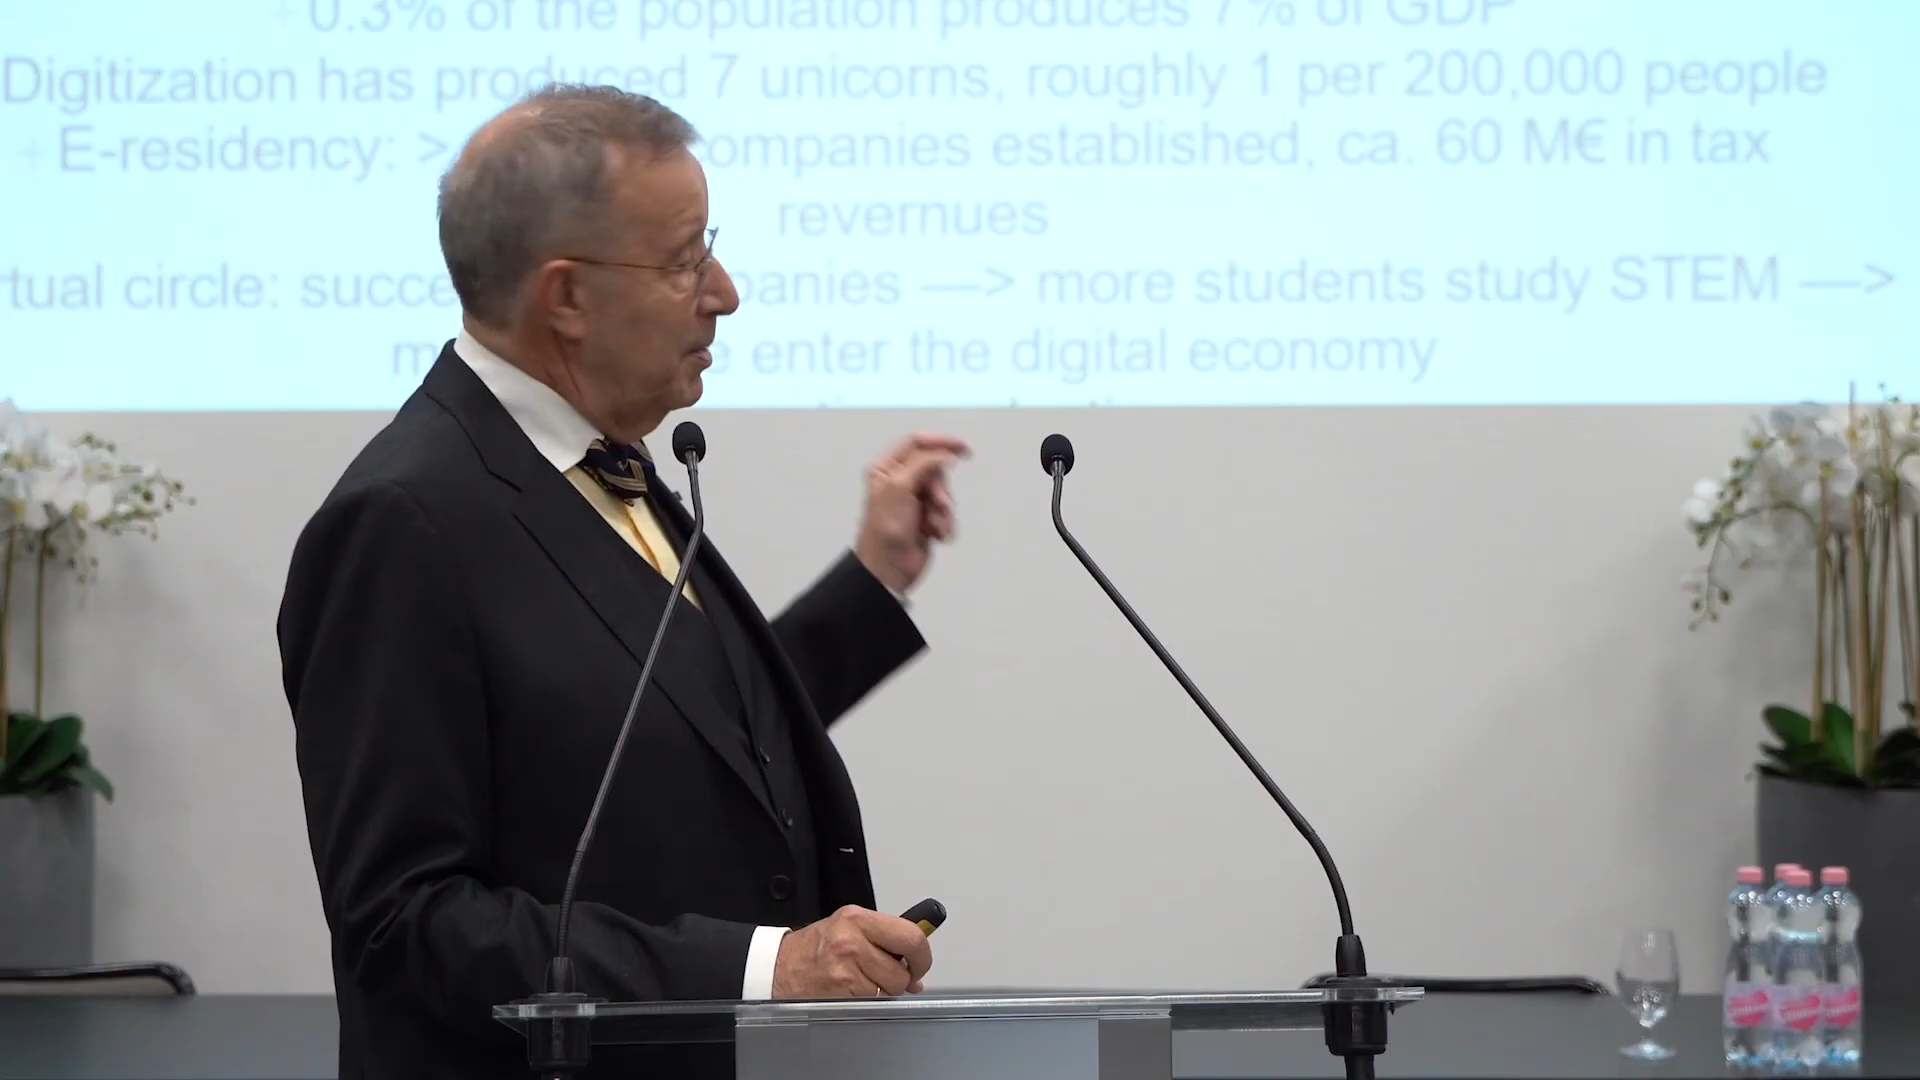 +0.3% of the population produces 7% of GDP
Digitization has produced 7 unicorns, roughly 1 per 200,000 people
+ E-residency: > ompanies established, ca. 60 M€ in tax
revernues
tual circle: succe panies —> more students study STEM —>
m e enter the digital economy